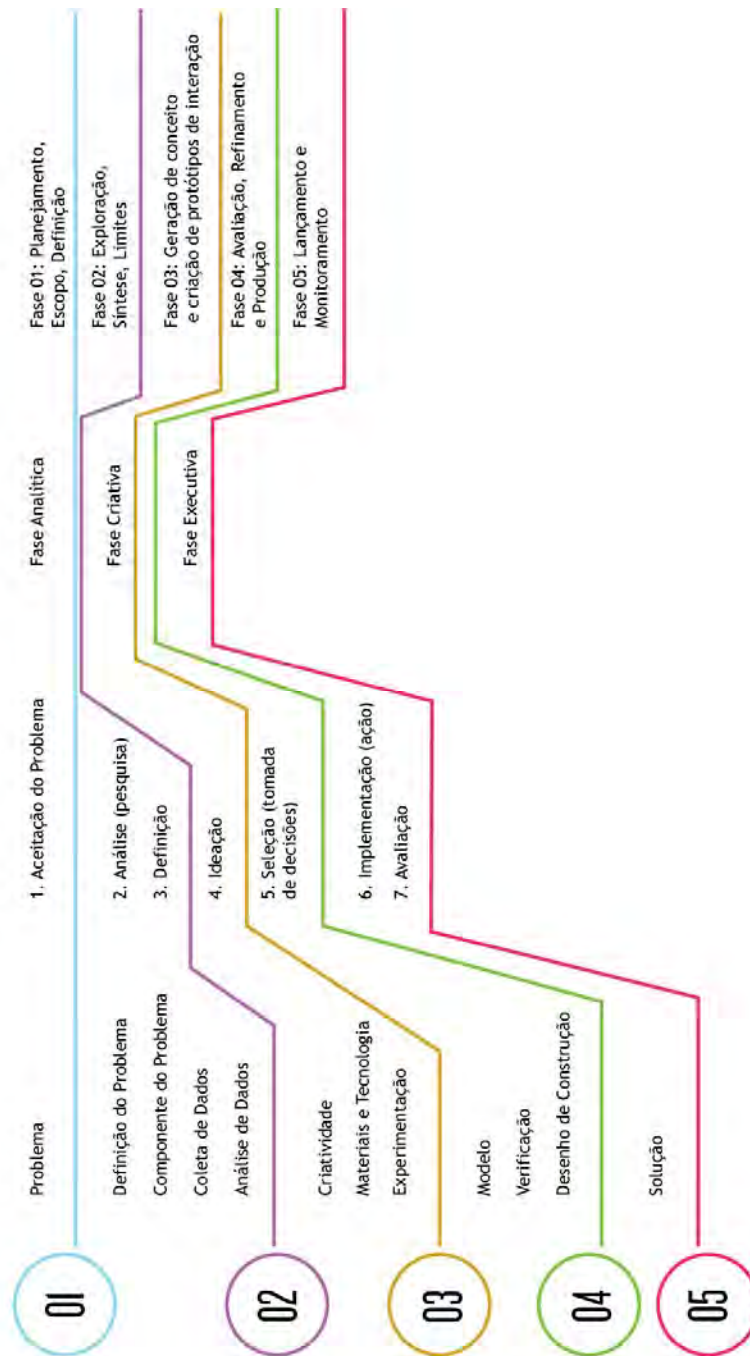 01
Problema
1. Aceitação do Problema
Fase Analítica
Fase 01: Planejamento,
Escopo, Definição
02
Definição do Problema
Componente do Problema
Coleta de Dados
Análise de Dados
2. Análise (pesquisa)
3. Definição
Fase 02: Exploração,
Síntese, Limites
03
Criatividade
Materiais e Tecnologia
Experimentação
4. Ideação
Fase Criativa
Fase 03: Geração de conceito
e criação de protótipos de interação
04
Modelo
Verificação
Desenho de Construção
5. Seleção (tomada
de decisões)
Fase 04: Avaliação, Refinamento
e Produção
05
Solução
6. Implementação (ação)
7. Avaliação
Fase Executiva
Fase 05: Lançamento e
Monitoramento